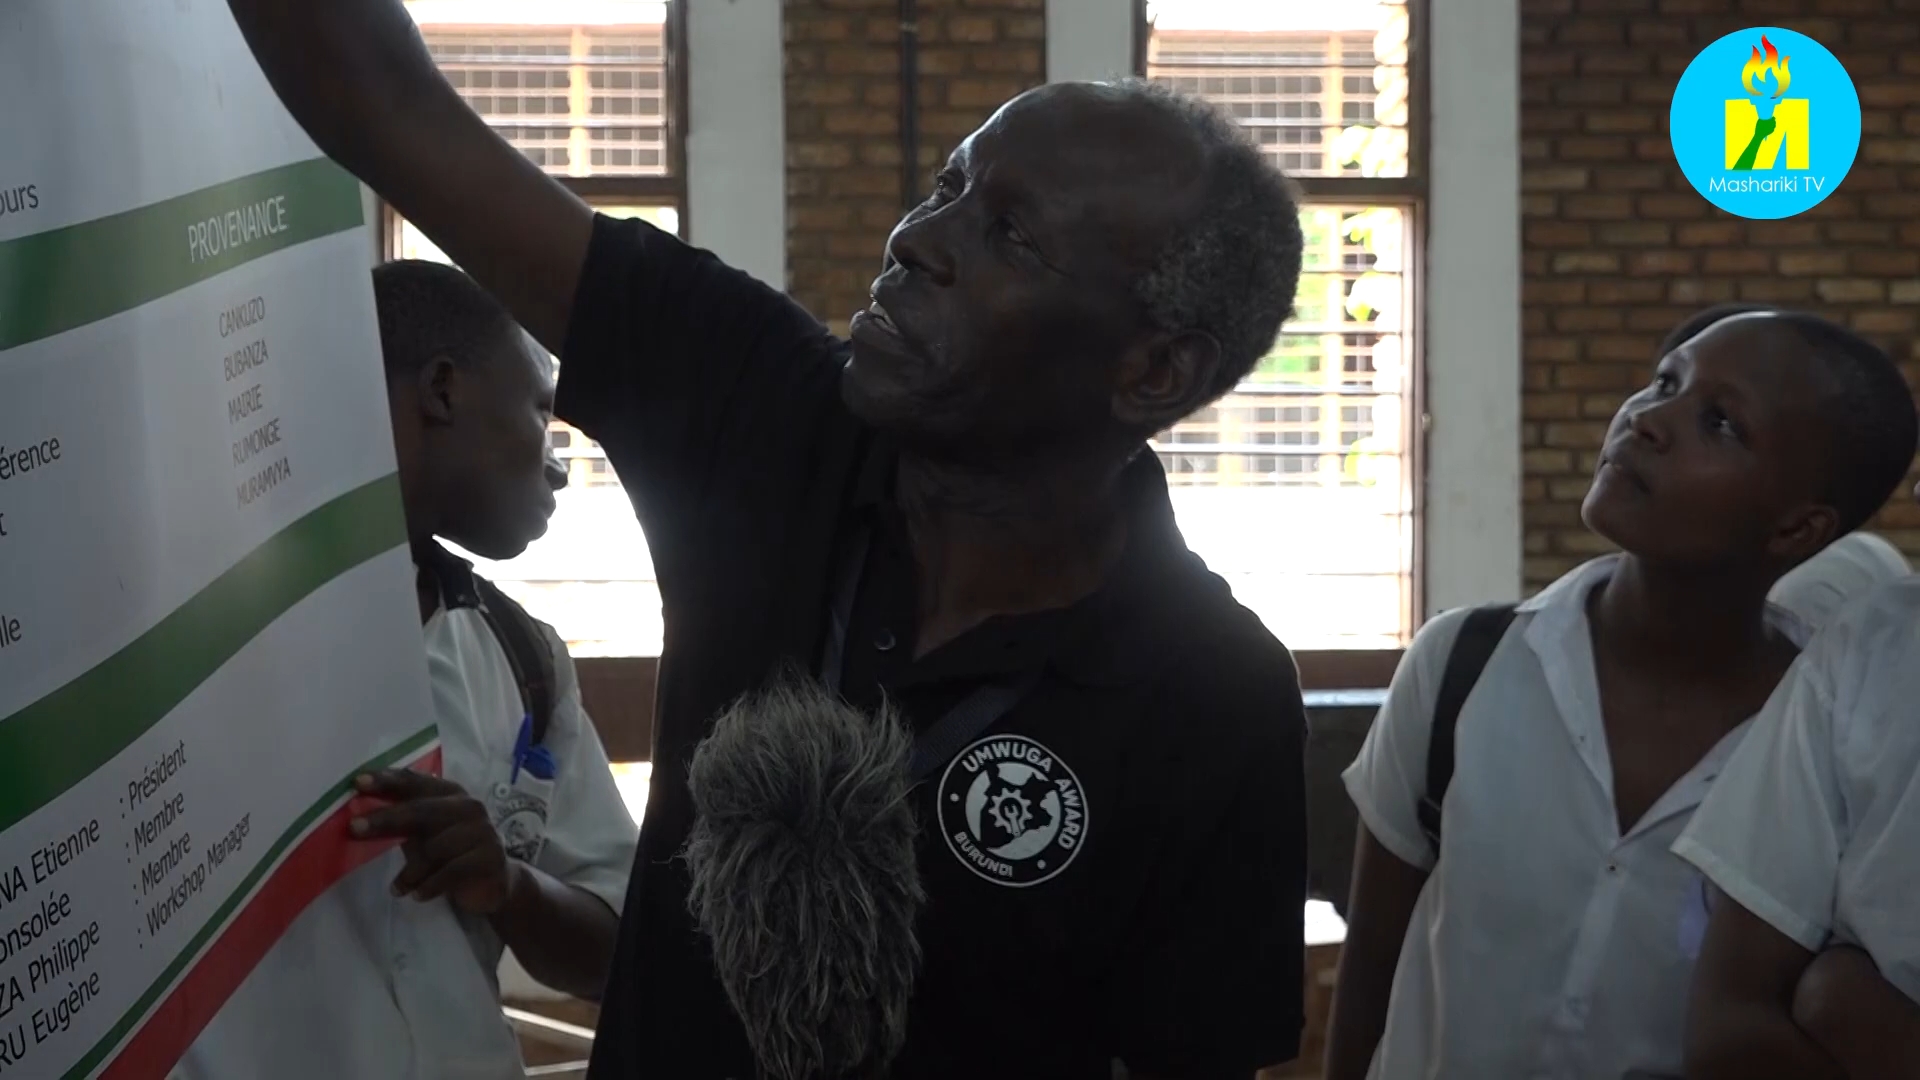 ours
PROVENANCE
CANKUZO
BUBANZA
MAIRIE
RUMONGE
MURAMVYA
érence
lle
NA Etienne : Président
onsolée : Membre
ZA Philippe : Membre
RU Eugène : Workshop Manager
UMWUGA AWARD
BURUNDI
M
Mashariki TV